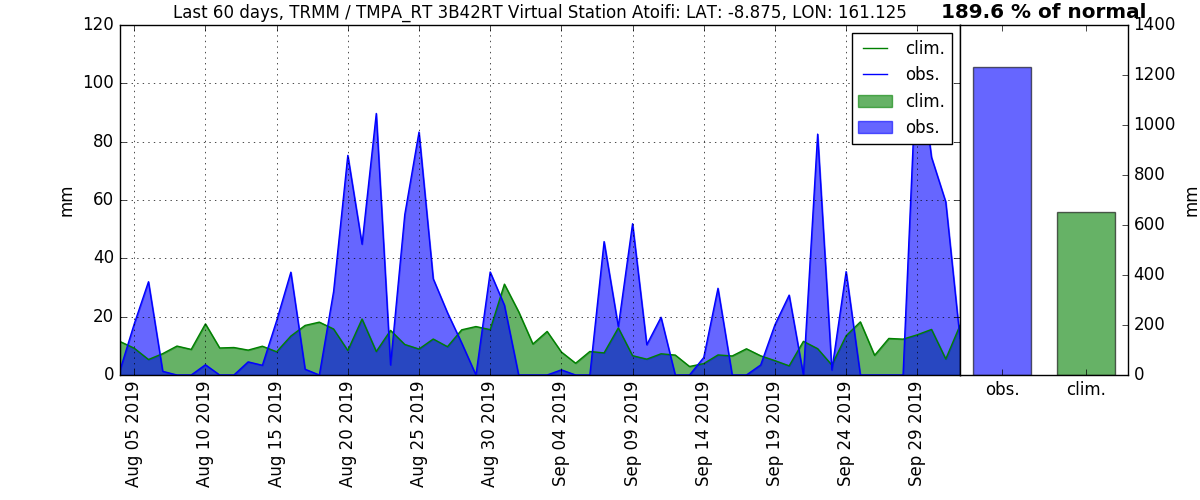 Last 60 days, TRMM / TMPA_RT 3B42RT Virtual Station Atoifi: LAT: -8.875, LON: 161.125
189.6 % of normal
120
100
80
60
40
20
0
mm
clim.
obs.
clim.
obs.
Aug 05 2019
Aug 10 2019
Aug 15 2019
Aug 20 2019
Aug 25 2019
Aug 30 2019
Sep 04 2019
Sep 09 2019
Sep 14 2019
Sep 19 2019
Sep 24 2019
Sep 29 2019
1400
1200
1000
800
600
400
200
0
mm
obs.
clim.